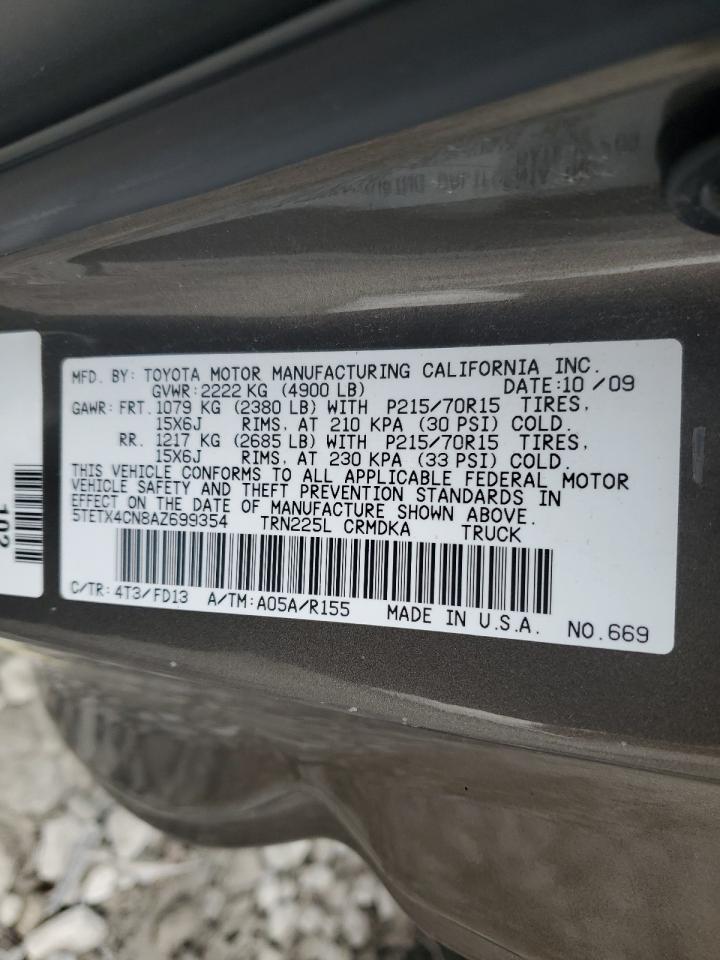 MFD. BY: TOYOTA MOTOR MANUFACTURING CALIFORNIA INC.
GVWR: 2222 KG (4900 LB) DATE: 10 /09
GAWR: FRT. 1079 KG (2380 LB) WITH P215/70R15 TIRES,
15X6J RIMS, AT 210 KPA (30 PSI) COLD.
RR. 1217 KG (2685 LB) WITH P215/70R15 TIRES,
15X6J RIMS, AT 230 KPA (33 PSI) COLD.
THIS VEHICLE CONFORMS TO ALL APPLICABLE FEDERAL MOTOR
VEHICLE SAFETY AND THEFT PREVENTION STANDARDS IN
EFFECT ON THE DATE OF MANUFACTURE SHOWN ABOVE.
5TETX4CN8AZ699354 TRN225L CRMDKA TRUCK
C/TR: 4T3/FD13 A/TM: A05A/R155 MADE IN U.S.A. NO. 669
102